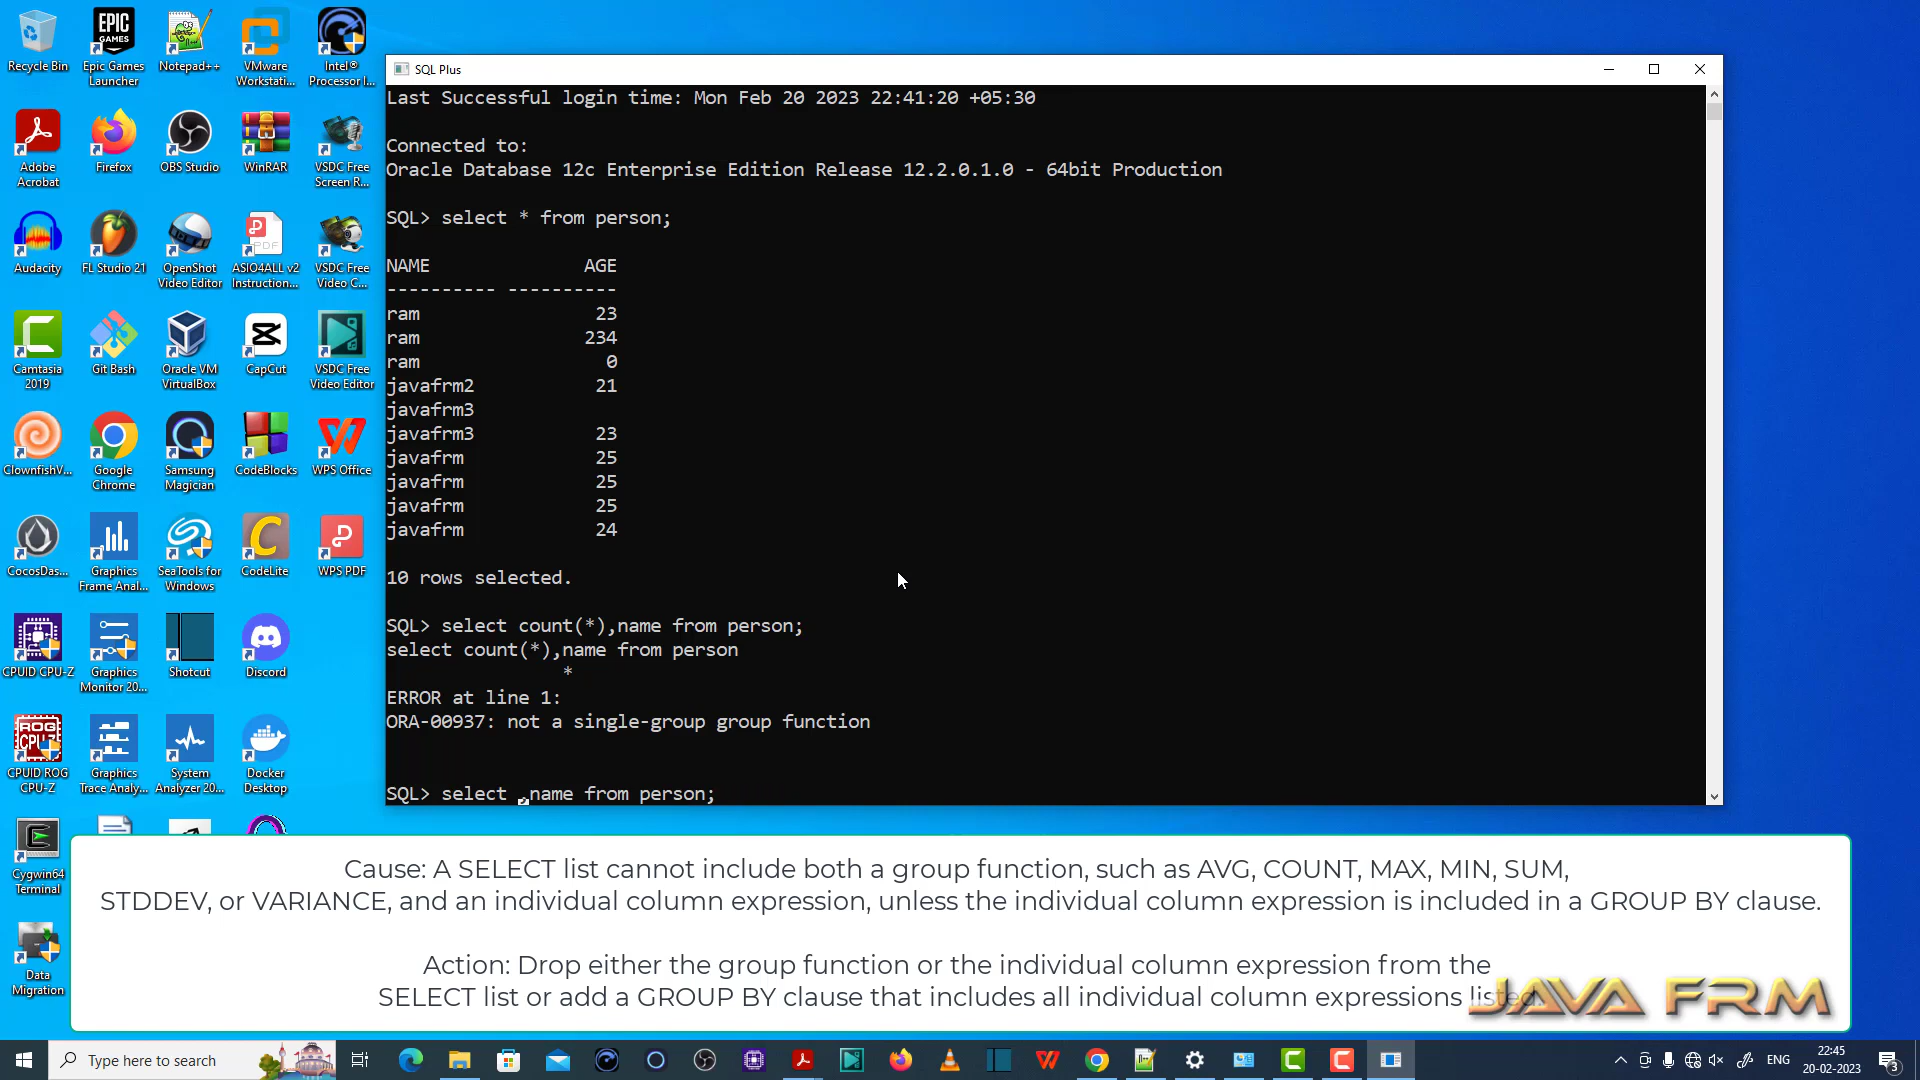 Recycle Bin
EPIC GAMES
Epic Games Launcher
Notepad++
VMware Workstati...
Intel® Processor I...
Adobe Acrobat
Firefox
OBS Studio
WinRAR
VSDC Free Screen R...
Audacity
FL Studio 21
OpenShot Video Editor
PDF
ASIO4ALL v2 Instruction...
VSDC Free Video C...
Camtasia 2019
Git Bash
Oracle VM VirtualBox
CapCut
VSDC Free Video Editor
ClownfishV...
Google Chrome
Samsung Magician
CodeBlocks
WPS Office
CocosDas...
Graphics Frame Anal...
SeaTools for Windows
CodeLite
WPS PDF
CPUID CPU-Z
Graphics Monitor 20...
Shotcut
Discord
ROG CPU-Z
CPUID ROG CPU-Z
Graphics Trace Analy...
System Analyzer 20...
Docker Desktop
Cygwin64 Terminal
Data Migration
SQL Plus
Last Successful login time: Mon Feb 20 2023 22:41:20 +05:30
Connected to:
Oracle Database 12c Enterprise Edition Release 12.2.0.1.0 - 64bit Production
SQL> select * from person;
NAME AGE
---------- ----------
ram 23
ram 234
ram 0
javafrm2 21
javafrm3
javafrm3 23
javafrm 25
javafrm 25
javafrm 25
javafrm 24
10 rows selected.
SQL> select count(*),name from person;
select count(*),name from person
*
ERROR at line 1:
ORA-00937: not a single-group group function
SQL> select ,name from person;
Cause: A SELECT list cannot include both a group function, such as AVG, COUNT, MAX, MIN, SUM,
STDDEV, or VARIANCE, and an individual column expression, unless the individual column expression is included in a GROUP BY clause.
Action: Drop either the group function or the individual column expression from the
SELECT list or add a GROUP BY clause that includes all individual column expressions listed.
JAVA FRM
Type here to search
ENG
22:45
20-02-2023
3